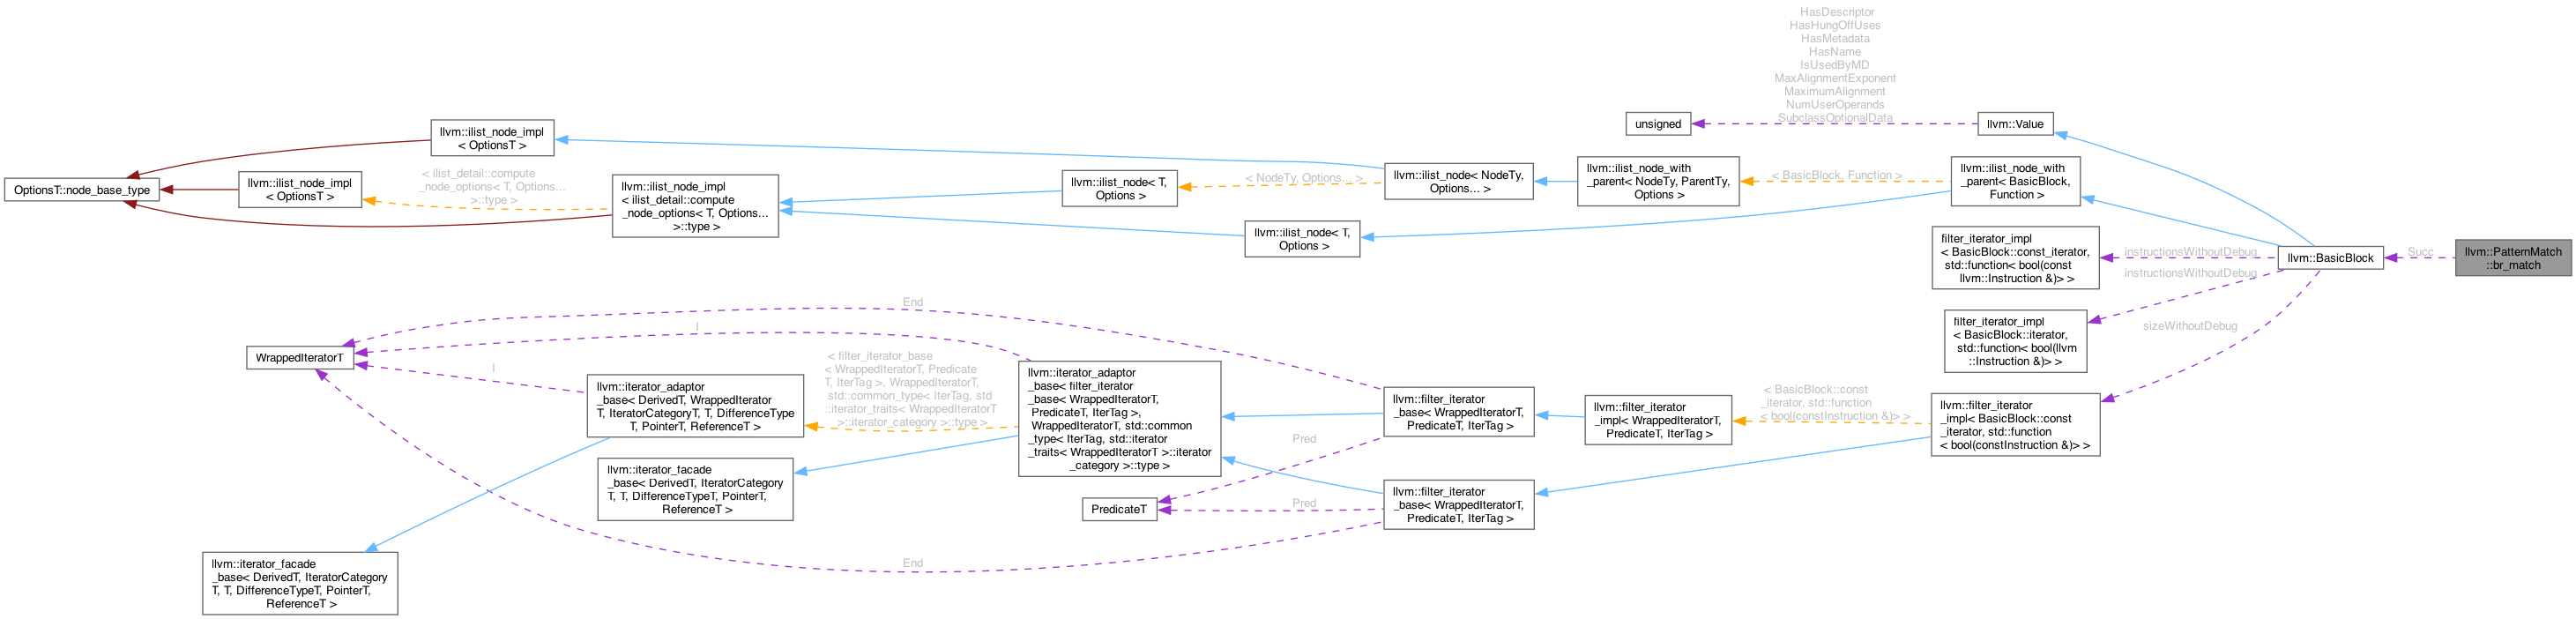 HasDescriptor
HasHungOffUses
HasMetadata
HasName
IsUsedByMD
MaxAlignmentExponent
MaximumAlignment
NumUserOperands
SubclassOptionalData
unsigned
llvm::Value
llvm::ilist_node_impl
< OptionsT >
OptionsT::node_base_type
llvm::ilist_node_impl
< OptionsT >
< ilist_detail::compute
_node_options< T, Options...
>::type >
llvm::ilist_node_impl
< ilist_detail::compute
_node_options< T, Options...
>::type >
llvm::ilist_node< T,
Options >
< NodeTy, Options... >
llvm::ilist_node< NodeTy,
Options... >
llvm::ilist_node_with
_parent< NodeTy, ParentTy,
Options >
< BasicBlock, Function >
llvm::ilist_node_with
_parent< BasicBlock,
Function >
llvm::ilist_node< T,
Options >
filter_iterator_impl
< BasicBlock::const_iterator,
std::function< bool(const
llvm::Instruction &)> >
instructionsWithoutDebug
instructionsWithoutDebug
llvm::BasicBlock
Succ
llvm::PatternMatch
::br_match
filter_iterator_impl
< BasicBlock::iterator,
std::function< bool(llvm
::Instruction &)> >
sizeWithoutDebug
End
I
WrappedIteratorT
I
llvm::iterator_adaptor
_base< DerivedT, WrappedIterator
T, IteratorCategoryT, T, DifferenceType
T, PointerT, ReferenceT >
< filter_iterator_base
< WrappedIteratorT, Predicate
T, IterTag >, WrappedIteratorT,
std::common_type< IterTag, std
::iterator_traits< WrappedIteratorT
>::iterator_category >::type >
llvm::iterator_adaptor
_base< filter_iterator
_base< WrappedIteratorT,
PredicateT, IterTag >,
WrappedIteratorT, std::common
_type< IterTag, std::iterator
_traits< WrappedIteratorT >::iterator
_category >::type >
llvm::filter_iterator
_base< WrappedIteratorT,
PredicateT, IterTag >
llvm::filter_iterator
_impl< WrappedIteratorT,
PredicateT, IterTag >
< BasicBlock::const
_iterator, std::function
< bool(constInstruction &)> >
llvm::filter_iterator
_impl< BasicBlock::const
_iterator, std::function
< bool(constInstruction &)> >
Pred
llvm::iterator_facade
_base< DerivedT, IteratorCategory
T, T, DifferenceTypeT, PointerT,
ReferenceT >
PredicateT
Pred
llvm::filter_iterator
_base< WrappedIteratorT,
PredicateT, IterTag >
End
llvm::iterator_facade
_base< DerivedT, IteratorCategory
T, T, DifferenceTypeT, PointerT,
ReferenceT >